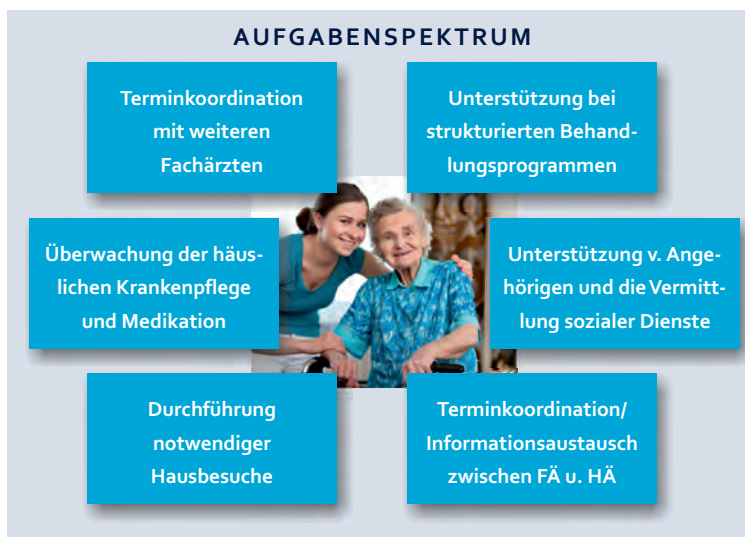 AUFGABENSPEKTRUM
Terminkoordination
mit weiteren
Fachärzten
Unterstützung bei
strukturierten Behand-
lungsprogrammen
Überwachung der häus-
lichen Krankenpflege
und Medikation
Unterstützung v. Ange-
hörigen und die Vermitt-
lung sozialer Dienste
Durchführung
notwendiger
Hausbesuche
Terminkoordination/
Informationsaustausch
zwischen FÄ u. HÄ